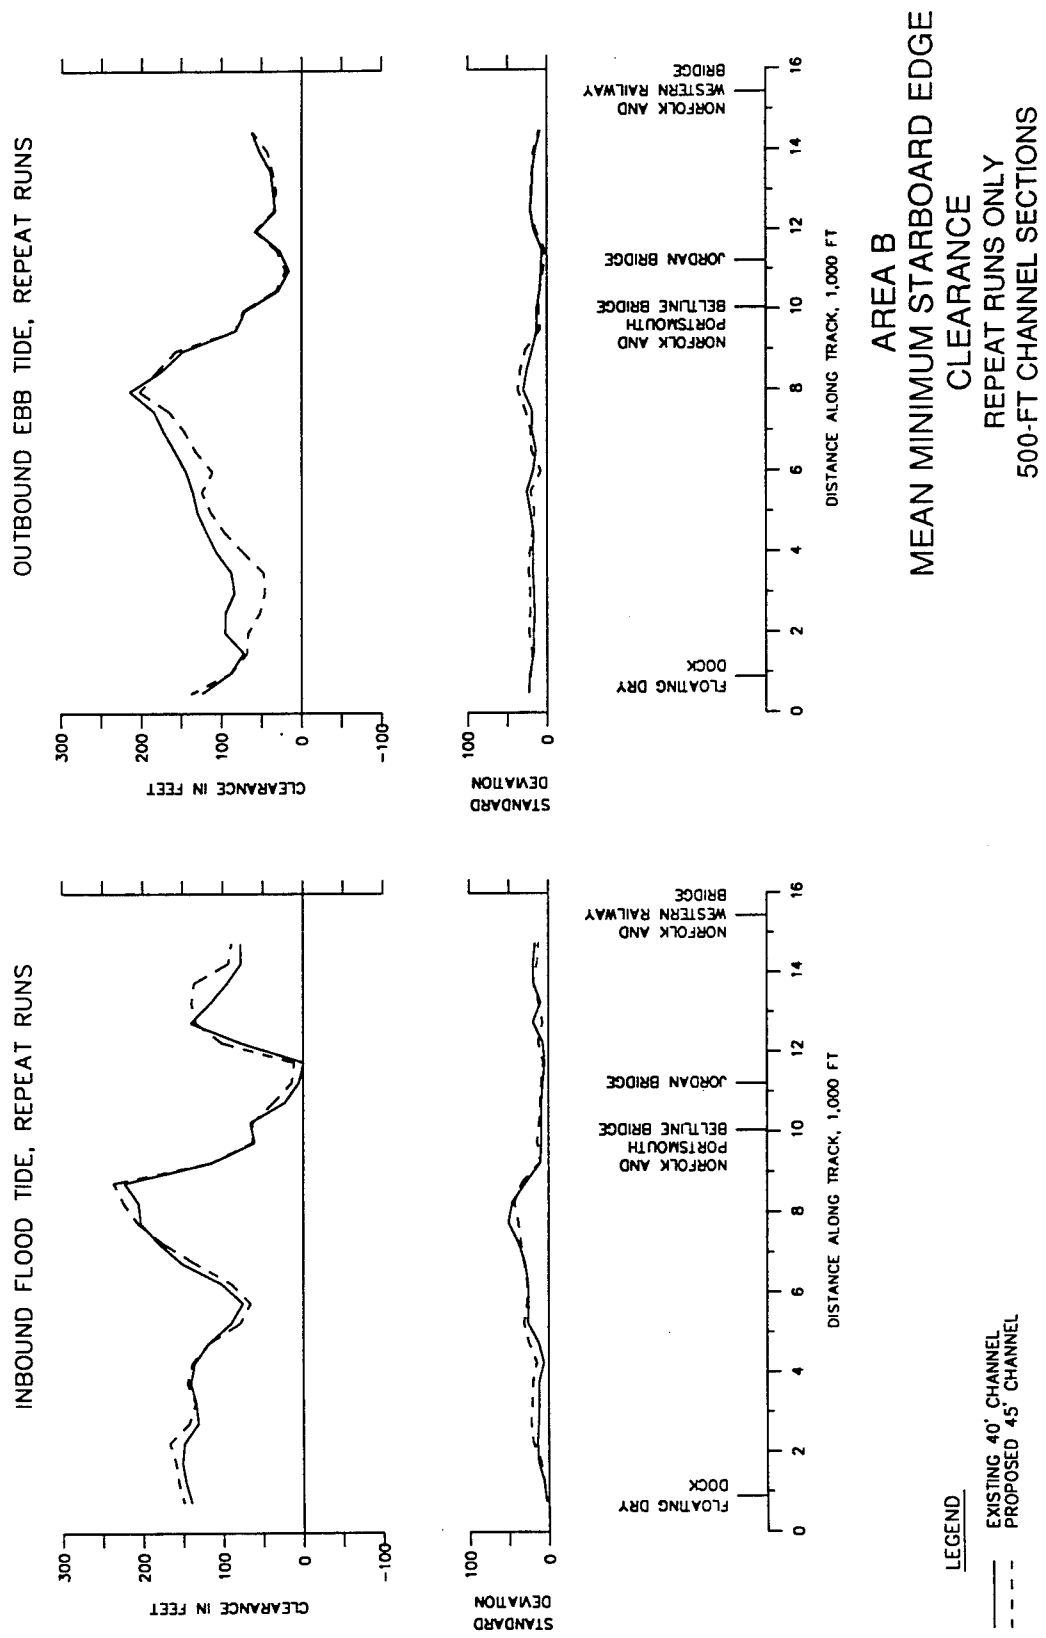 INBOUND FLOOD TIDE, REPEAT RUNS
300
200
100
0
-100
CLEARANCE IN FEET
100
0
STANDARD
DEVIATION
FLOATING DRY
DOCK
NORFOLK AND
PORTSMOUTH
BELTLINE BRIDGE
JORDAN BRIDGE
NORFOLK AND
WESTERN RAILWAY
BRIDGE
0 2 4 6 8 10 12 14 16
DISTANCE ALONG TRACK, 1,000 FT
OUTBOUND EBB TIDE, REPEAT RUNS
300
200
100
0
-100
CLEARANCE IN FEET
100
0
STANDARD
DEVIATION
FLOATING DRY
DOCK
NORFOLK AND
PORTSMOUTH
BELTLINE BRIDGE
JORDAN BRIDGE
NORFOLK AND
WESTERN RAILWAY
BRIDGE
0 2 4 6 8 10 12 14 16
DISTANCE ALONG TRACK, 1,000 FT
LEGEND
EXISTING 40' CHANNEL
PROPOSED 45' CHANNEL
AREA B
MEAN MINIMUM STARBOARD EDGE
CLEARANCE
REPEAT RUNS ONLY
500-FT CHANNEL SECTIONS